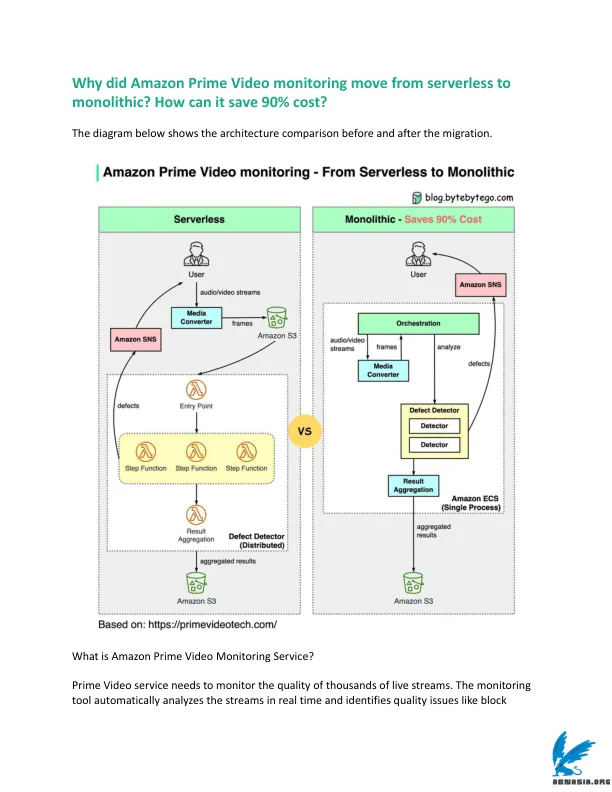 Why did Amazon Prime Video monitoring move from serverless to
monolithic? How can it save 90% cost?
The diagram below shows the architecture comparison before and after the migration.
Amazon Prime Video monitoring - From Serverless to Monolithic
blog.bytebytego.com
Serverless
User
audio/video streams
Media
Converter
frames
Amazon S3
Amazon SNS
defects
Entry Point
Step Function
Step Function
Step Function
Result
Aggregation
Defect Detector
(Distributed)
aggregated results
Amazon S3
VS
Monolithic - Saves 90% Cost
User
Amazon SNS
Orchestration
audio/video
streams
frames
analyze
Media
Converter
defects
Defect Detector
Detector
Detector
Result
Aggregation
Amazon ECS
(Single Process)
aggregated
results
Amazon S3
Based on: https://primevideotech.com/
What is Amazon Prime Video Monitoring Service?
Prime Video service needs to monitor the quality of thousands of live streams. The monitoring
tool automatically analyzes the streams in real time and identifies quality issues like block
ABNASIA.ORG